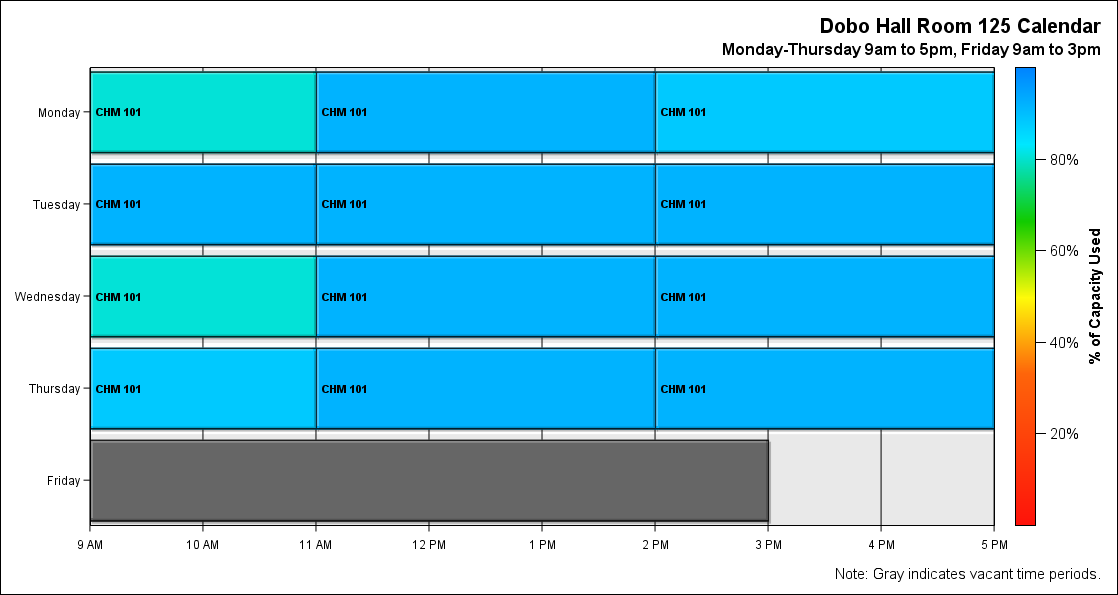 Dobo Hall Room 125 Calendar
Monday-Thursday 9am to 5pm, Friday 9am to 3pm
Monday
CHM 101
CHM 101
CHM 101
Tuesday
CHM 101
CHM 101
CHM 101
Wednesday
CHM 101
CHM 101
CHM 101
Thursday
CHM 101
CHM 101
CHM 101
Friday
9 AM
10 AM
11 AM
12 PM
1 PM
2 PM
3 PM
4 PM
5 PM
80%
60%
40%
20%
% of Capacity Used
Note: Gray indicates vacant time periods.